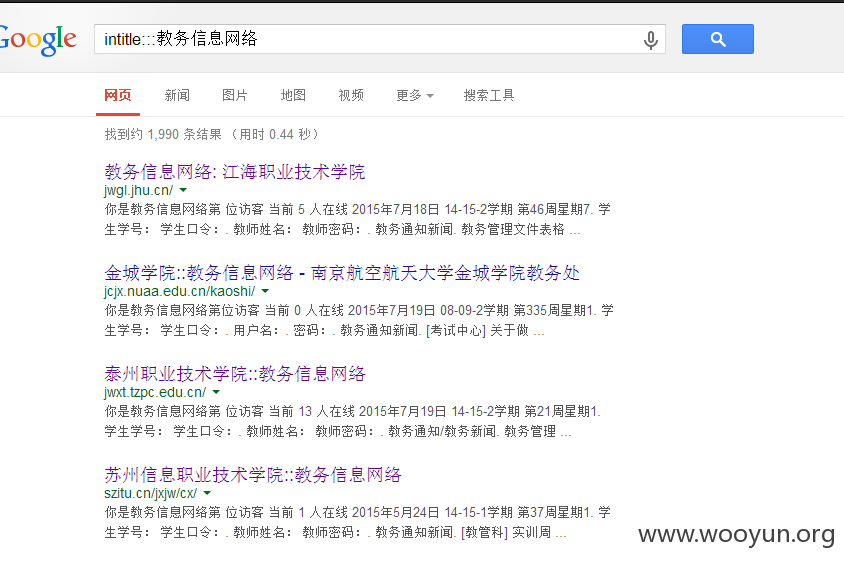 Google
intitle:::教务信息网络
网页 新闻 图片 地图 视频 更多 搜索工具
找到约 1,990 条结果 （用时 0.44 秒）
教务信息网络: 江海职业技术学院
jwgl.jhu.cn/
你是教务信息网络第 位访客 当前 5 人在线 2015年7月18日 14-15-2学期 第46周星期7. 学
生学号： 学生口令：. 教师姓名： 教师密码：. 教务通知新闻. 教务管理文件表格 ...
金城学院::教务信息网络 - 南京航空航天大学金城学院教务处
jcjx.nuaa.edu.cn/kaoshi/
你是教务信息网络第位访客 当前 0 人在线 2015年7月19日 08-09-2学期 第335周星期1. 学
生学号： 学生口令：. 用户名：. 密码：. 教务通知新闻. [考试中心] 关于做 ...
泰州职业技术学院::教务信息网络
jwxt.tzpc.edu.cn/
你是教务信息网络第 位访客 当前 13 人在线 2015年7月19日 14-15-2学期 第21周星期1.
学生学号： 学生口令：. 教师姓名： 教师密码：. 教务通知/教务新闻. 教务管理 ...
苏州信息职业技术学院::教务信息网络
szitu.cn/jxjw/cx/
你是教务信息网络第 位访客 当前 1 人在线 2015年5月24日 14-15-1学期 第37周星期1. 学
生学号： 学生口令：. 教师姓名： 教师密码：. 教务通知新闻. [教管科] 实训周 ...
www.wooyun.org